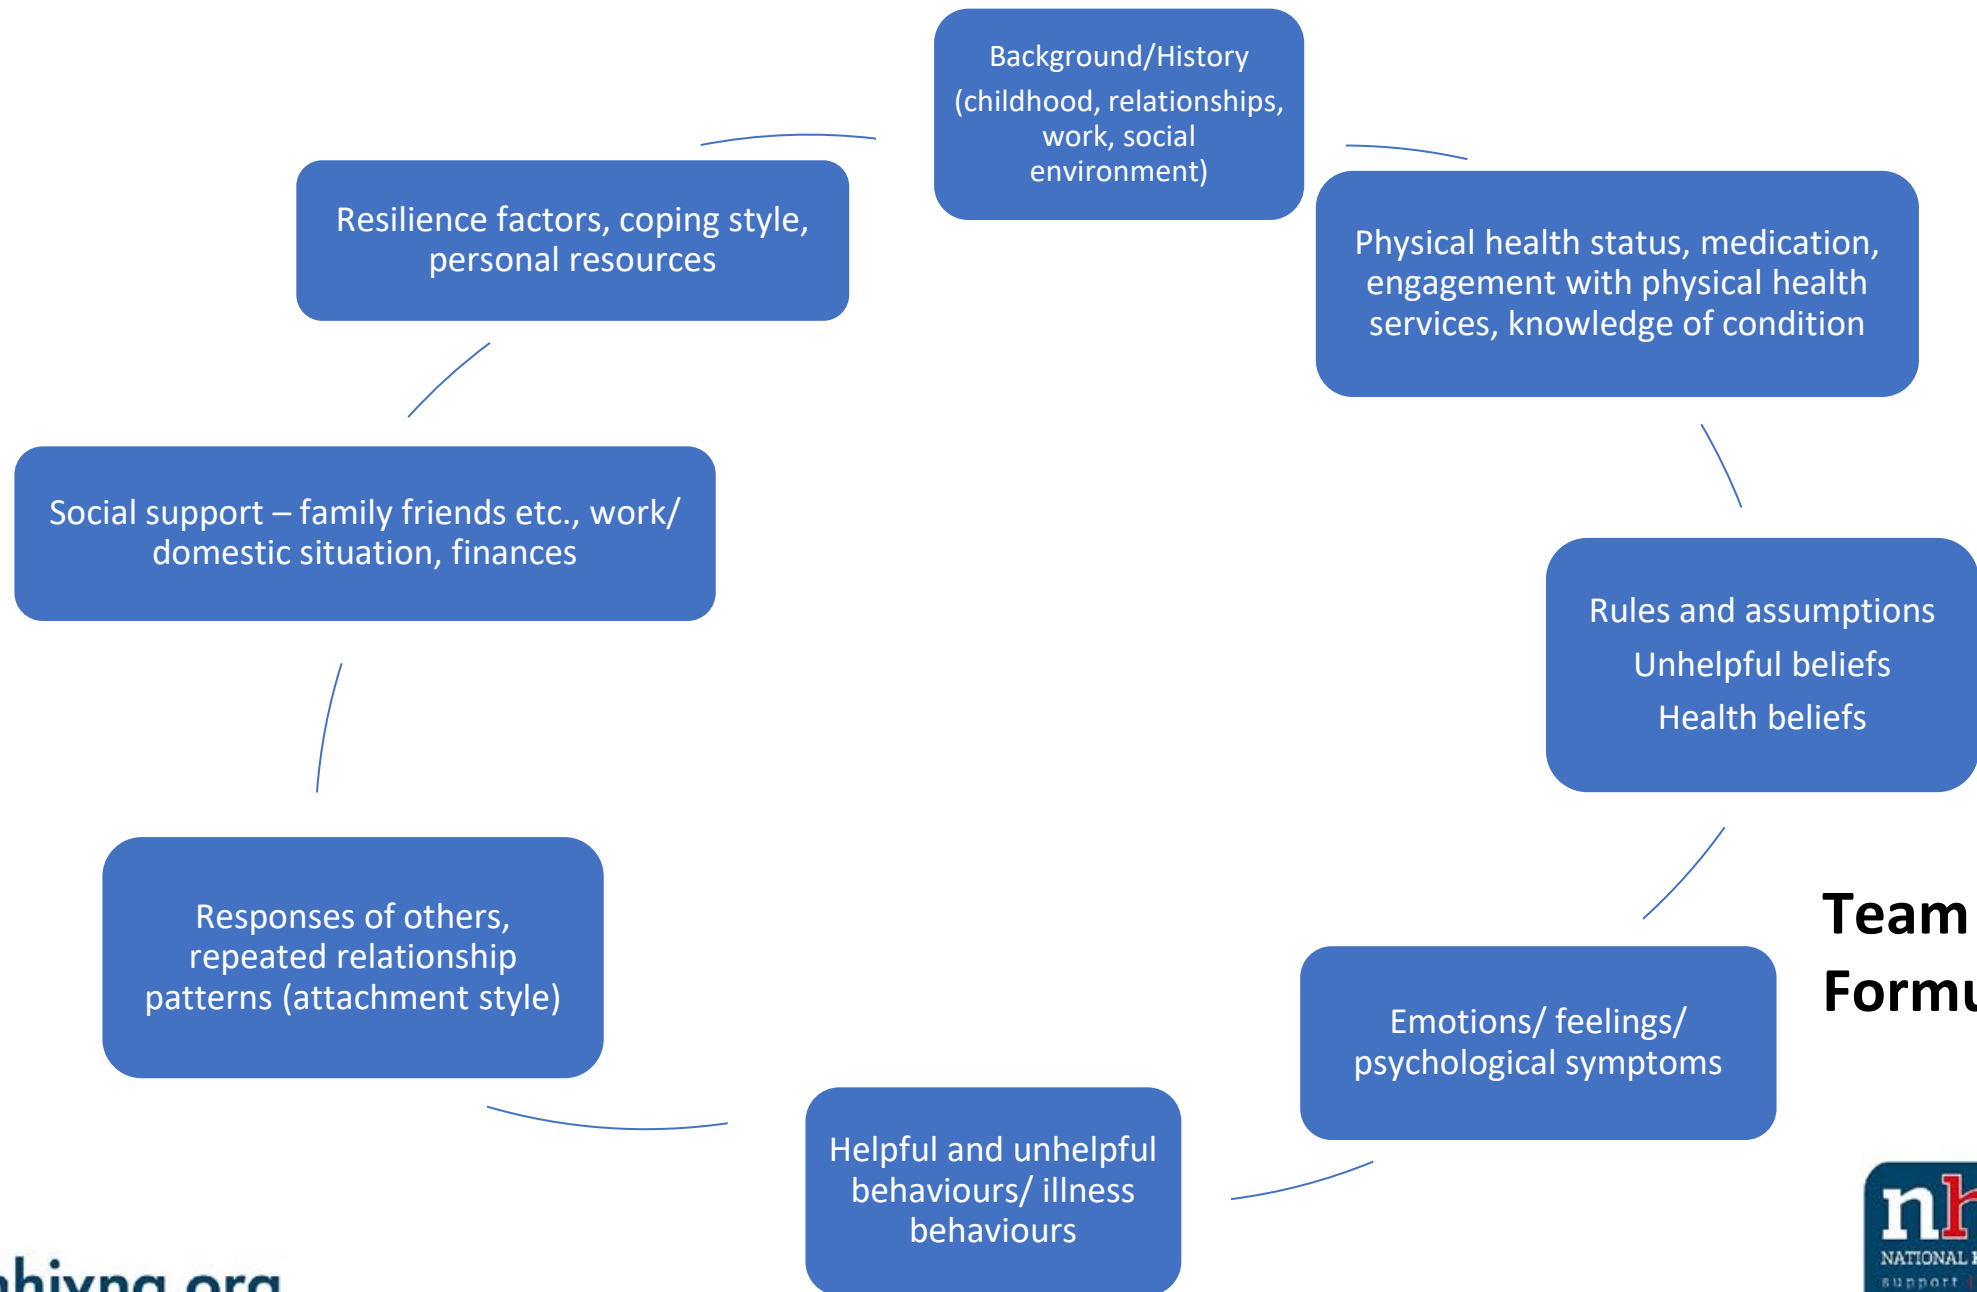 Background/History
(childhood, relationships,
work, social
environment)
Resilience factors, coping style,
personal resources
Physical health status, medication,
engagement with physical health
services, knowledge of condition
Social support – family friends etc., work/
domestic situation, finances
Rules and assumptions
Unhelpful beliefs
Health beliefs
Responses of others,
repeated relationship
patterns (attachment style)
Team
Emotions/ feelings/
psychological symptoms
Helpful and unhelpful
behaviours/ illness
behaviours
NATIONAL
support